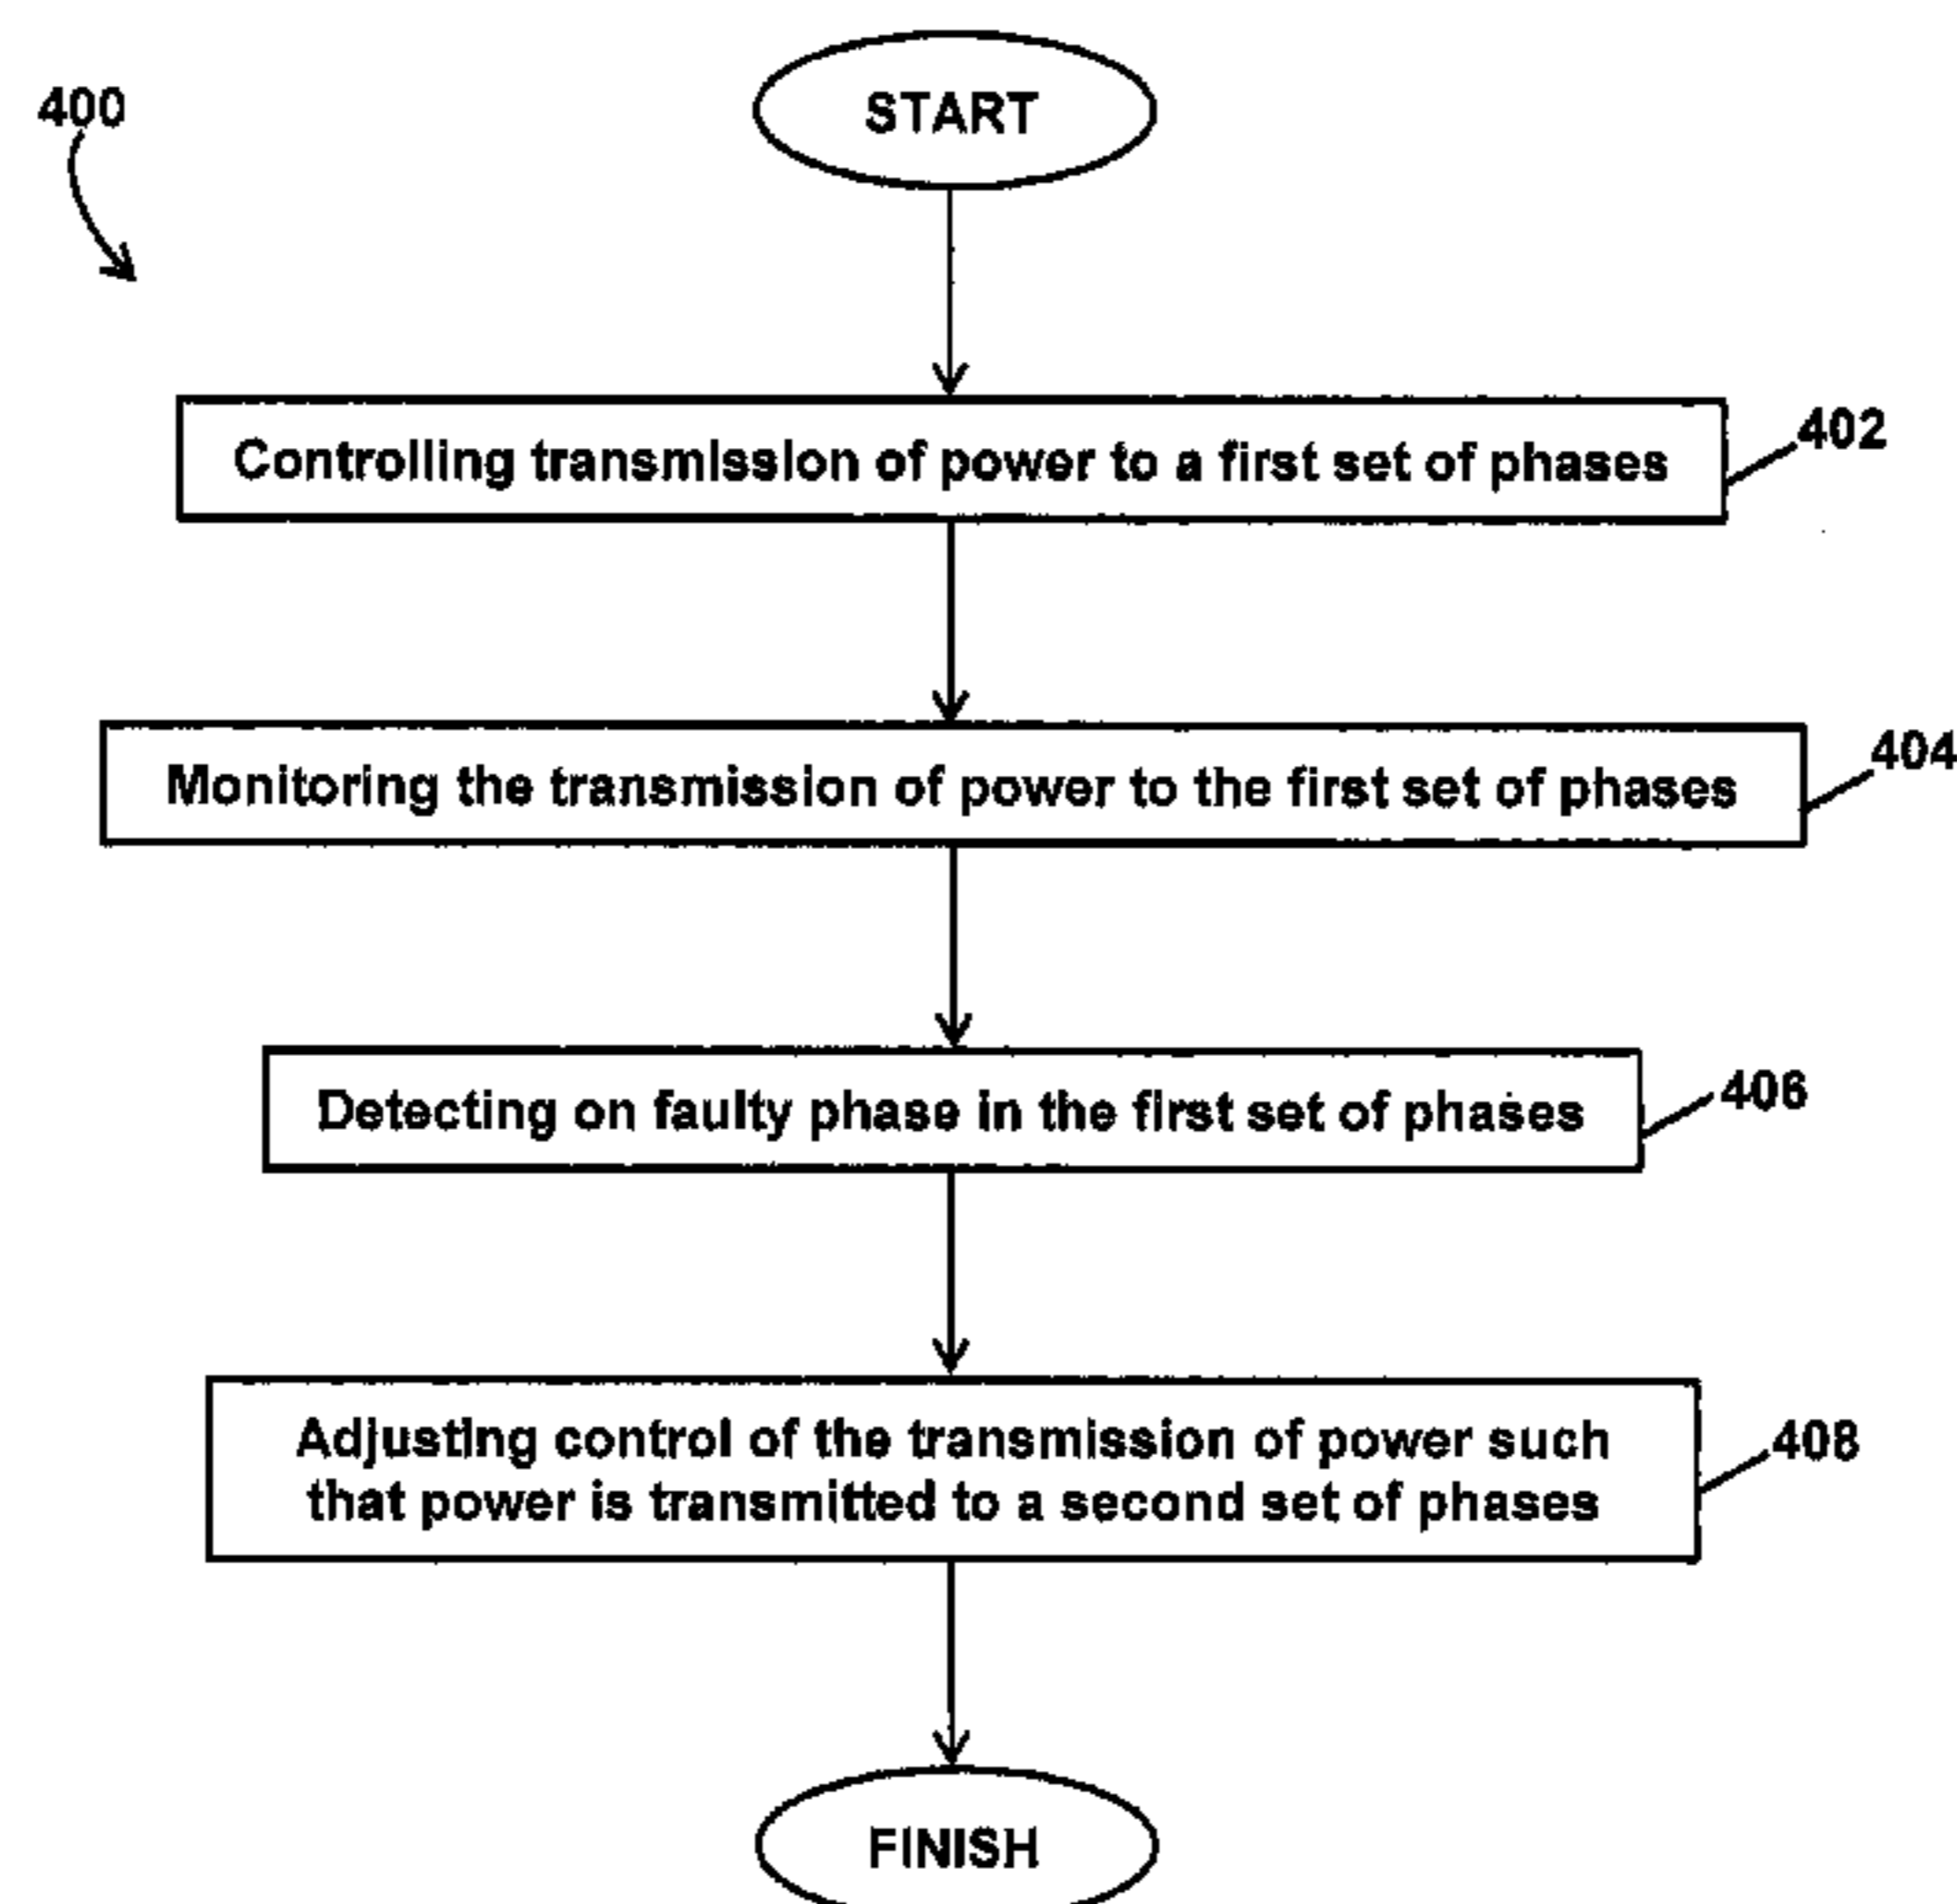 400
START
Controlling transmission of power to a first set of phases
402
Monitoring the transmission of power to the first set of phases
404
Detecting on faulty phase in the first set of phases
406
Adjusting control of the transmission of power such
that power is transmitted to a second set of phases
408
FINISH